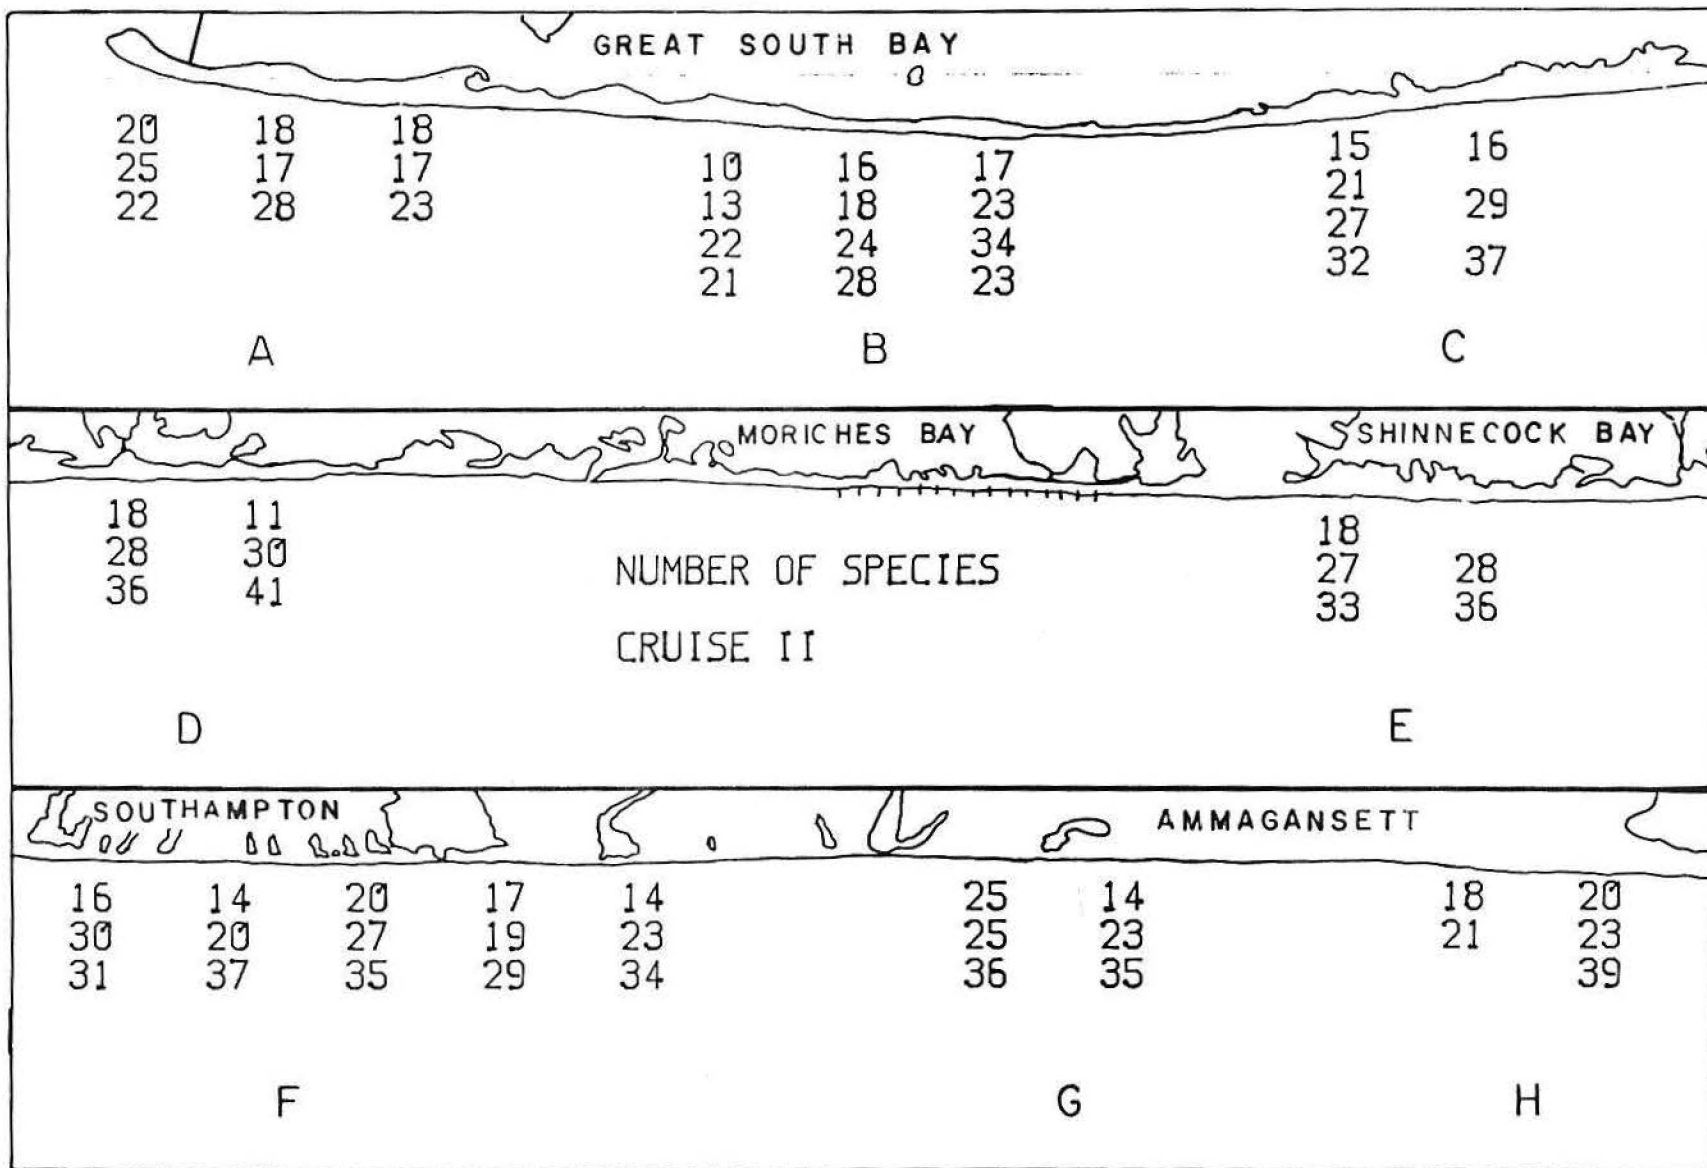 GREAT SOUTH BAY
20 18 18
25 17 17
22 28 23
10 16 17
13 18 23
22 24 34
21 28 23
15 16
21
27 29
32 37
A B C
MORICHES BAY
SHINNECOCK BAY
18 11
28 30
36 41
NUMBER OF SPECIES
CRUISE II
18
27 28
33 36
D E
SOUTHAMPTON
AMMAGANSETT
16 14 20 17 14 25 14 18 20
30 20 27 19 23 25 23 21 23
31 37 35 29 34 36 35 39
F G H